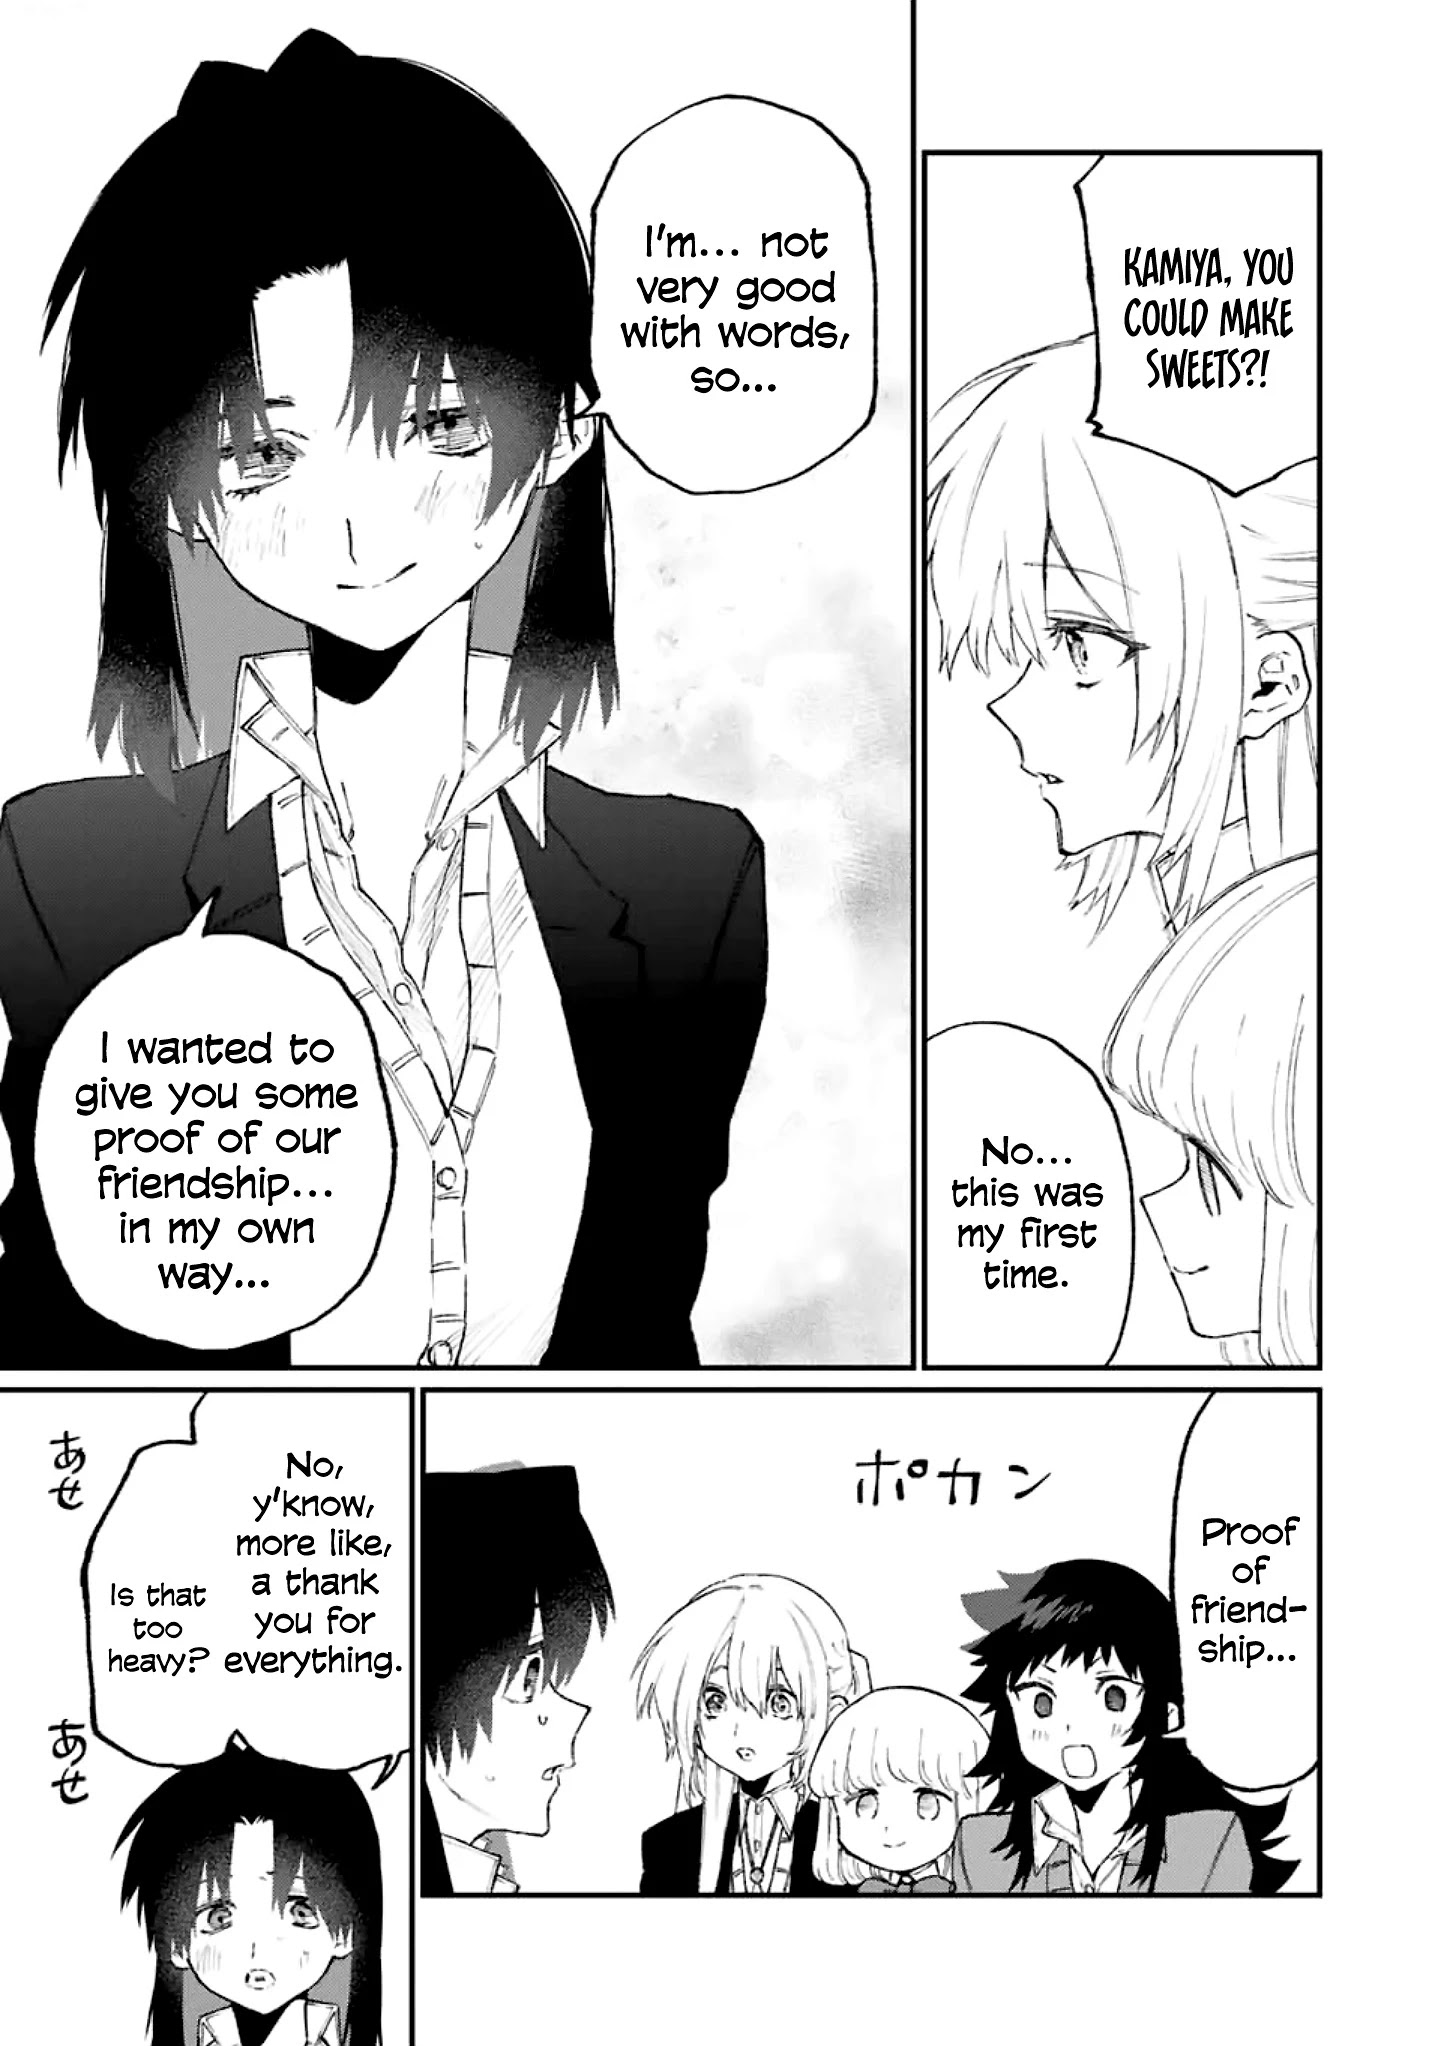 KAMIYA, YOU
COULD MAKE
SWEETS?!
No...
this was
my first
time.
I'm... not
very good
with words,
so...
I wanted to
give you some
proof of our
friendship...
in my own
way...
Proof
of
friend-
ship...
ポカン
No,
y'know,
more like,
a thank
you for
everything.
Is that
too
heavy?
あせ
あせ